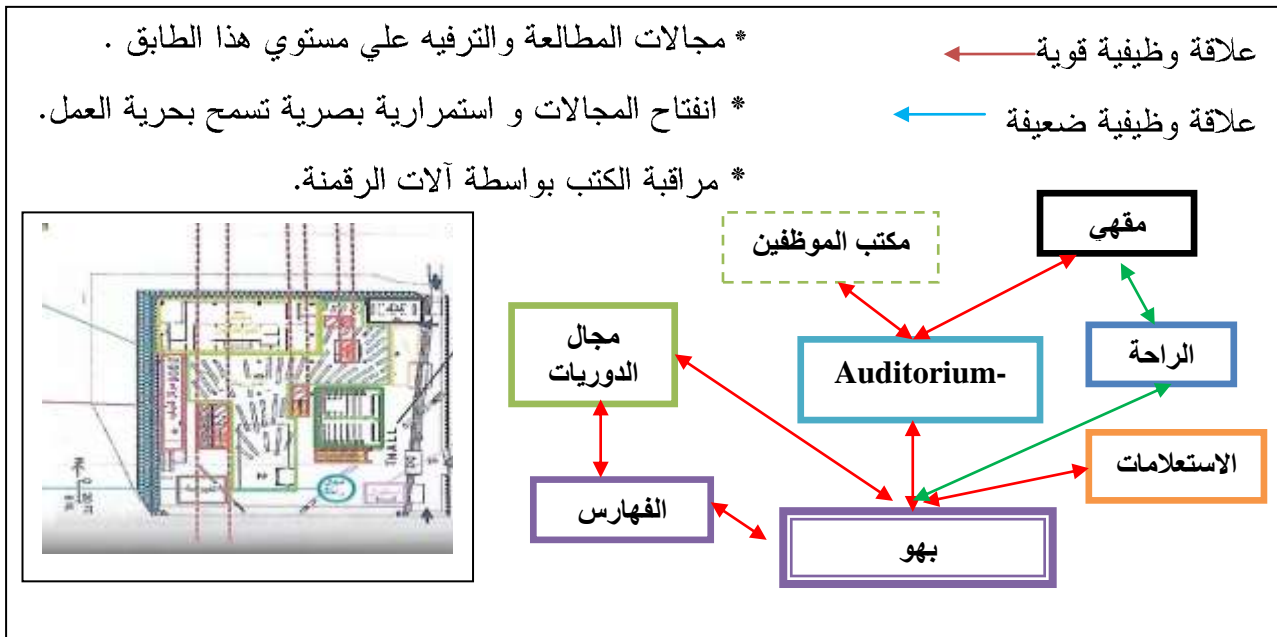 * مجالات المطالعة والترفيه علي مستوي هذا الطابق .
* انفتاح المجالات و استمرارية بصرية تسمح بحرية العمل.
* مراقبة الكتب بواسطة آلات الرقمنة.
علاقة وظيفية قوية
علاقة وظيفية ضعيفة
مقهي
مكتب الموظفين
الراحة
Auditorium-
مجال
الدوريات
الاستعلامات
الفهارس
بهو
HALL